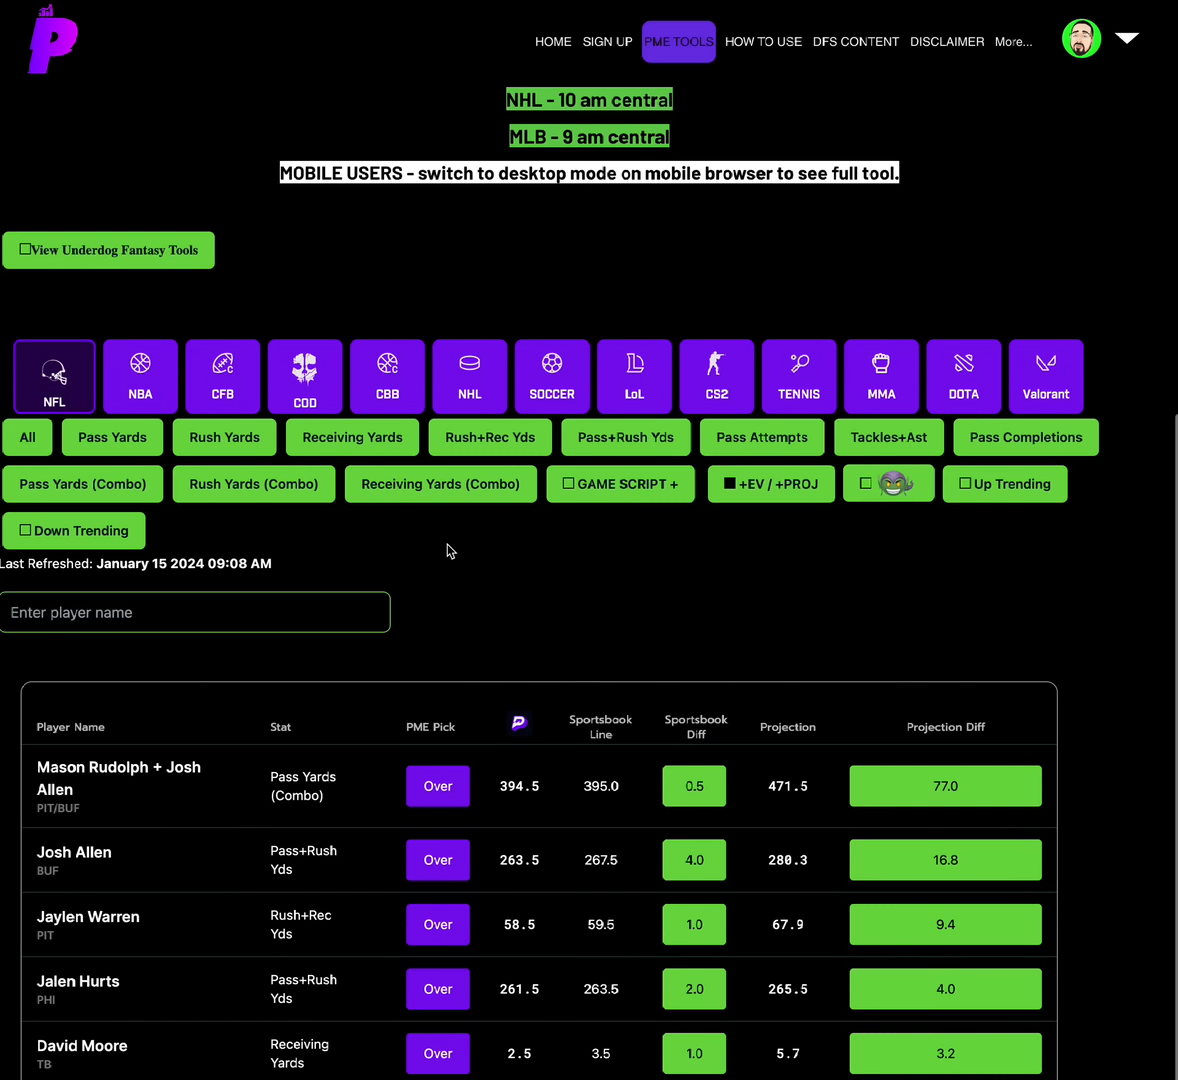 P
HOME SIGN UP PME TOOLS HOW TO USE DFS CONTENT DISCLAIMER More...
NHL - 10 am central
MLB - 9 am central
MOBILE USERS - switch to desktop mode on mobile browser to see full tool.
☐View Underdog Fantasy Tools
NFL NBA CFB COD CBB NHL SOCCER LoL CS2 TENNIS MMA DOTA Valorant
All Pass Yards Rush Yards Receiving Yards Rush+Rec Yds Pass+Rush Yds Pass Attempts Tackles+Ast Pass Completions
Pass Yards (Combo) Rush Yards (Combo) Receiving Yards (Combo) ☐ GAME SCRIPT + ■ +EV / +PROJ ☐ ☐ Up Trending
☐ Down Trending
Last Refreshed: January 15 2024 09:08 AM
Enter player name
Player Name Stat PME Pick P Sportsbook Line Sportsbook Diff Projection Projection Diff
Mason Rudolph + Josh Allen PIT/BUF Pass Yards (Combo) Over 394.5 395.0 0.5 471.5 77.0
Josh Allen BUF Pass+Rush Yds Over 263.5 267.5 4.0 280.3 16.8
Jaylen Warren PIT Rush+Rec Yds Over 58.5 59.5 1.0 67.9 9.4
Jalen Hurts PHI Pass+Rush Yds Over 261.5 263.5 2.0 265.5 4.0
David Moore TB Receiving Yards Over 2.5 3.5 1.0 5.7 3.2